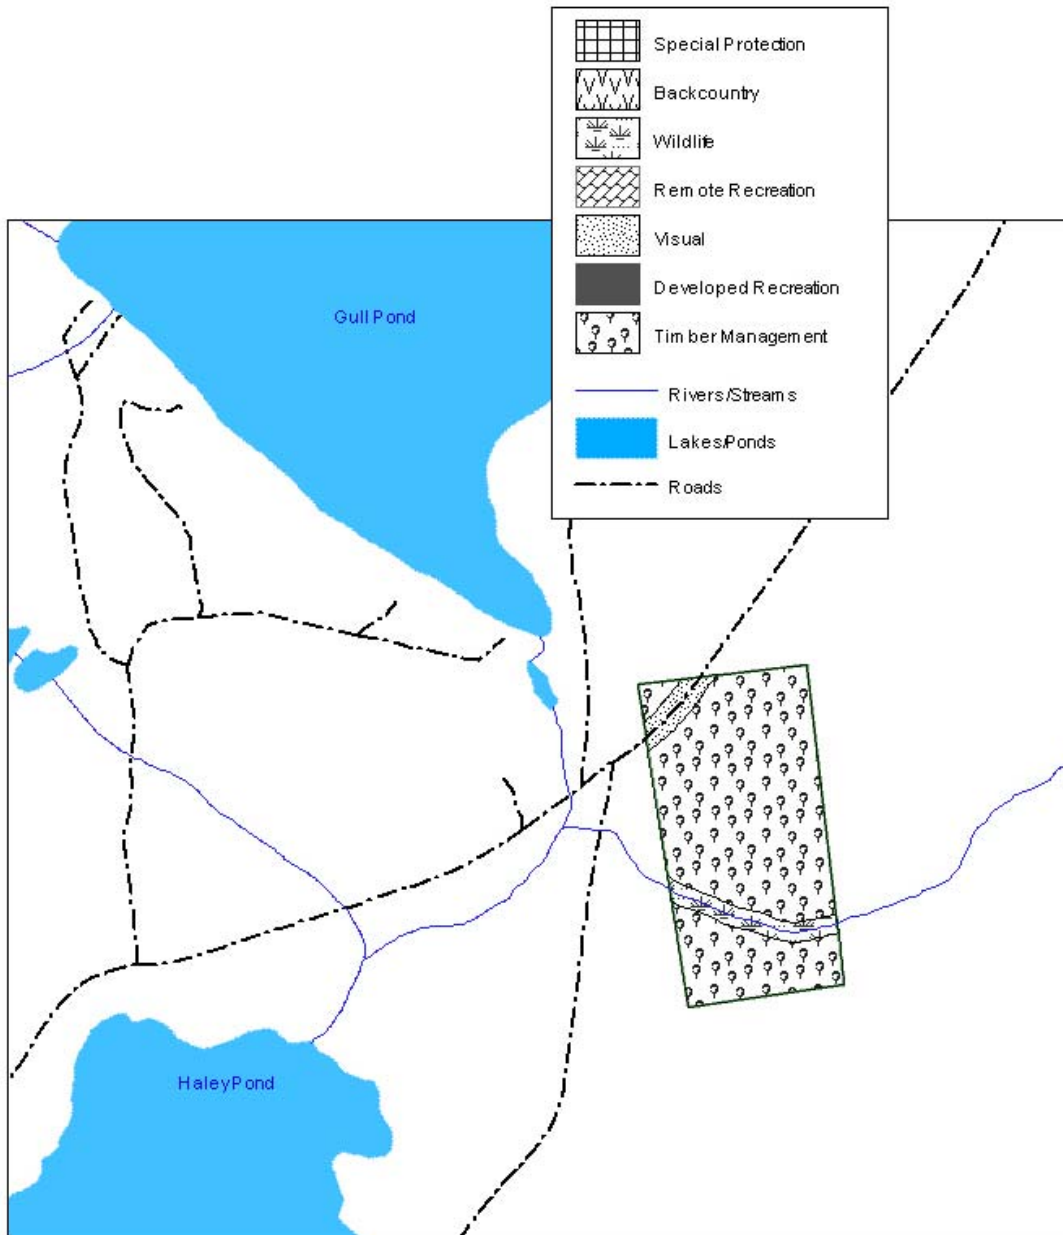 Special Protection
Backcountry
Wildlife
Remote Recreation
Visual
Developed Recreation
Timber Management
Rivers/Streams
Lakes/Ponds
Roads
Gull Pond
Haley Pond